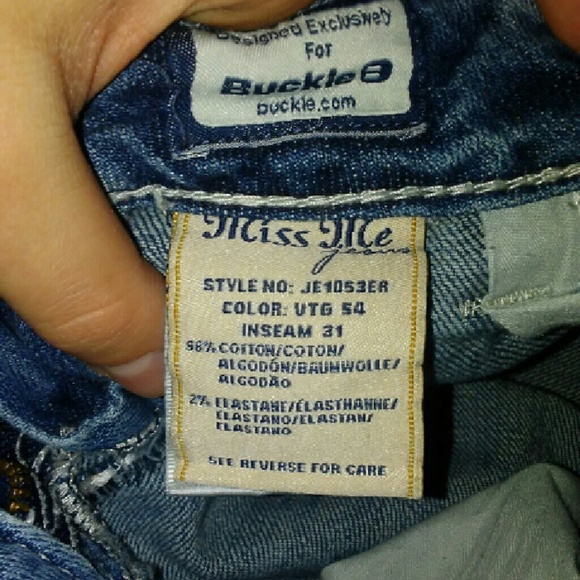 Designed Exclusively
For
Buckle B
buckle.com
Miss Me
jeans
STYLE NO: JE1053ER
COLOR: VTG 54
INSEAM 31
98% COTTON/COTON/
ALGODÓN/BAUMWOLLE/
ALGODÃO
2% ELASTANE/ÉLASTHANNE/
ELASTANO/ELASTAN/
ELASTANO
SEE REVERSE FOR CARE